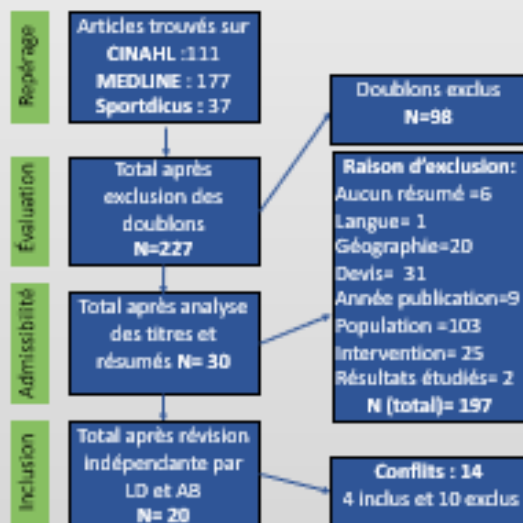 Repérage
Articles trouvés sur
CINAHL :111
MEDLINE : 177
Sportdicus : 37
Doublons exclus
N=98
Évaluation
Total après
exclusion des
doublons
N=227
Raison d'exclusion:
Aucun résumé =6
Langue= 1
Géographie=20
Devis= 31
Année publication=9
Population =103
Intervention= 25
Résultats étudiés= 2
N (total)= 197
Admissibilité
Total après analyse
des titres et
résumés N= 30
Inclusion
Total après révision
indépendante par
LD et AB
N= 20
Conflits : 14
4 inclus et 10 exclus